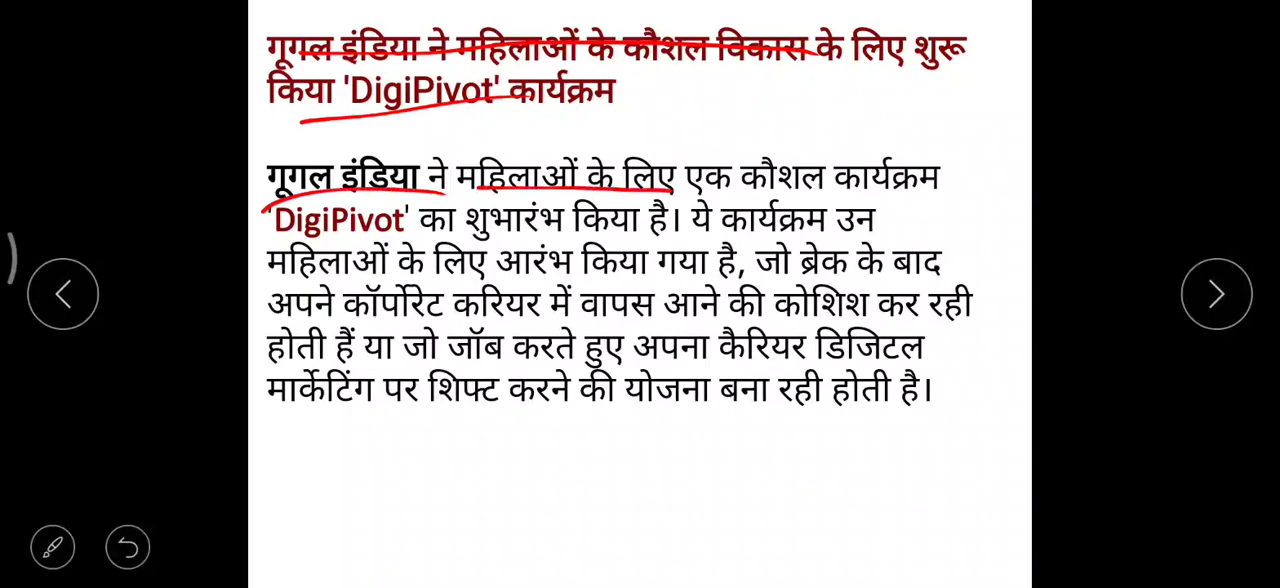 गूगल इंडिया ने महिलाओं के कौशल विकास के लिए शुरू
किया 'DigiPivot' कार्यक्रम
गूगल इंडिया ने महिलाओं के लिए एक कौशल कार्यक्रम
'DigiPivot' का शुभारंभ किया है। ये कार्यक्रम उन
महिलाओं के लिए आरंभ किया गया है, जो ब्रेक के बाद
अपने कॉर्पोरेट करियर में वापस आने की कोशिश कर रही
होती हैं या जो जॉब करते हुए अपना कैरियर डिजिटल
मार्केटिंग पर शिफ्ट करने की योजना बना रही होती है।